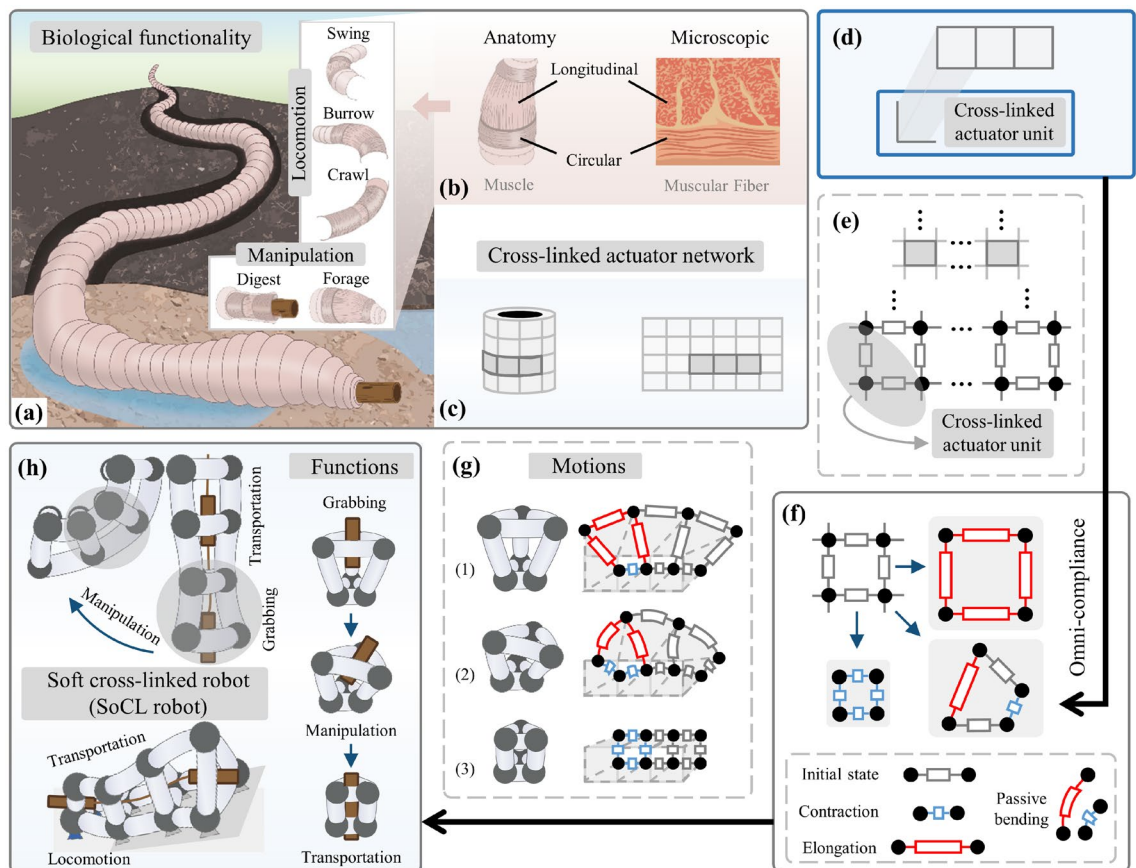 Biological functionality
Swing
Burrow
Crawl
Locomotion
Manipulation
Digest
Forage
(a)
Anatomy
Microscopic
Longitudinal
Circular
Muscle
Muscular Fiber
(b)
Cross-linked actuator network
(c)
(d)
Cross-linked
actuator unit
(e)
Cross-linked
actuator unit
Omni-compliance
(f)
Initial state
Contraction
Elongation
Passive
bending
(g)
Motions
(1)
(2)
(3)
(h)
Functions
Transportation
Grabbing
Manipulation
Soft cross-linked robot
(SoCL robot)
Transportation
Locomotion
Grabbing
Manipulation
Transportation